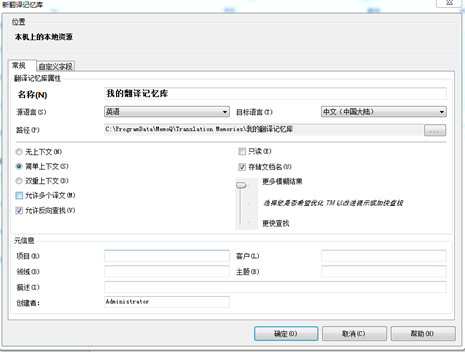 新翻译记忆库
位置
本机上的本地资源
常规 自定义字段
翻译记忆库属性
名称(N) 我的翻译记忆库
源语言(S) 英语 目标语言(T) 中文（中国大陆）
路径(P) C:\ProgramData\MemoQ\Translation Memories\我的翻译记忆库
无上下文(N) 只读(E)
简单上下文(S) 存储文档名(U)
双重上下文(D) 更多模糊结果
允许多个译文(M) 选择您是否希望优化 TM 以改进提示或加快查找
允许反向查找(V) 更快查找
元信息
项目(R) 客户(L)
领域(D) 主题(B)
描述(I)
创建者: Administrator
确定(O) 取消(C) 帮助(H)